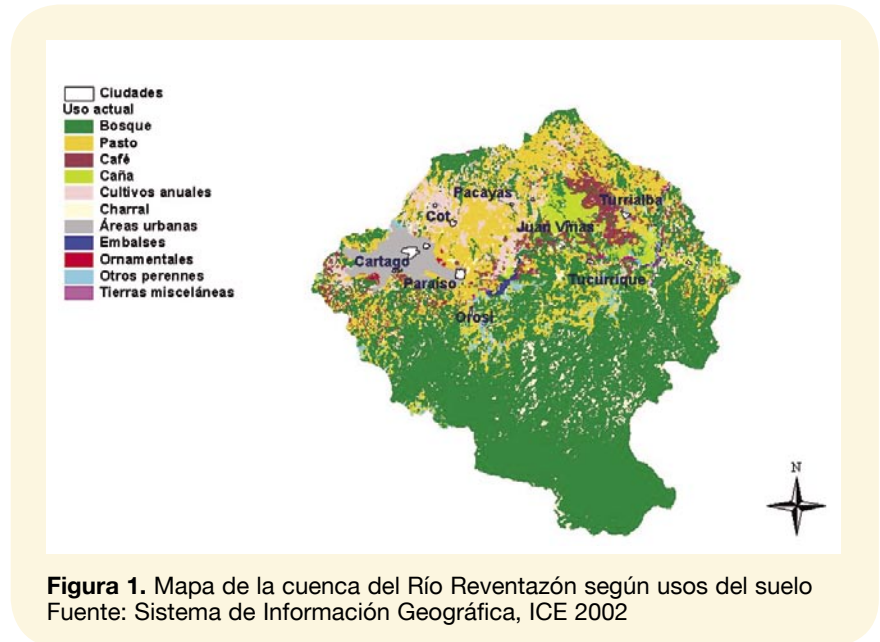 Ciudades
Uso actual
Bosque
Pasto
Café
Caña
Cultivos anuales
Charral
Áreas urbanas
Embalses
Ornamentales
Otros perennes
Tierras misceláneas
Pacayas
Turrialba
Cot
Juan Viñas
Cartago
Paraíso
Tucurrique
Orosi
N
Figura 1. Mapa de la cuenca del Río Reventazón según usos del suelo
Fuente: Sistema de Información Geográfica, ICE 2002